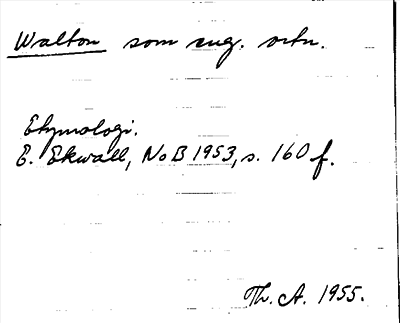 Walton som eng. ortn.
Etymologi.
E. Ekwall, NoB 1953, s. 160 f.
Th. A. 1955.